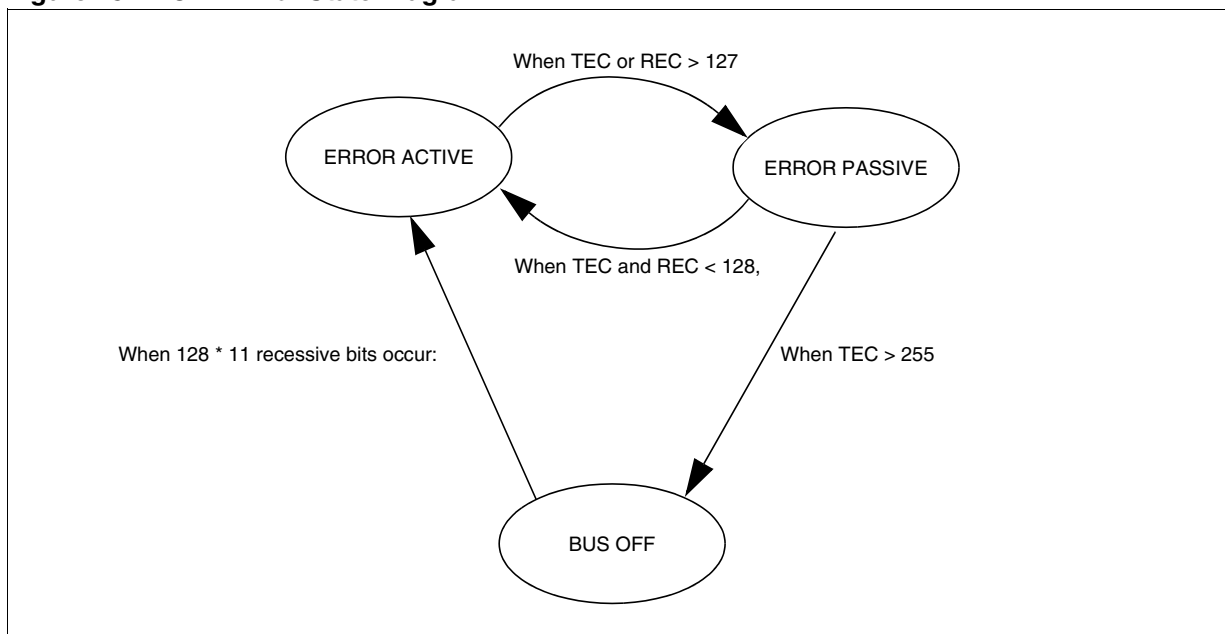 When TEC or REC > 127
ERROR ACTIVE
ERROR PASSIVE
When TEC and REC < 128,
When 128 * 11 recessive bits occur:
When TEC > 255
BUS OFF